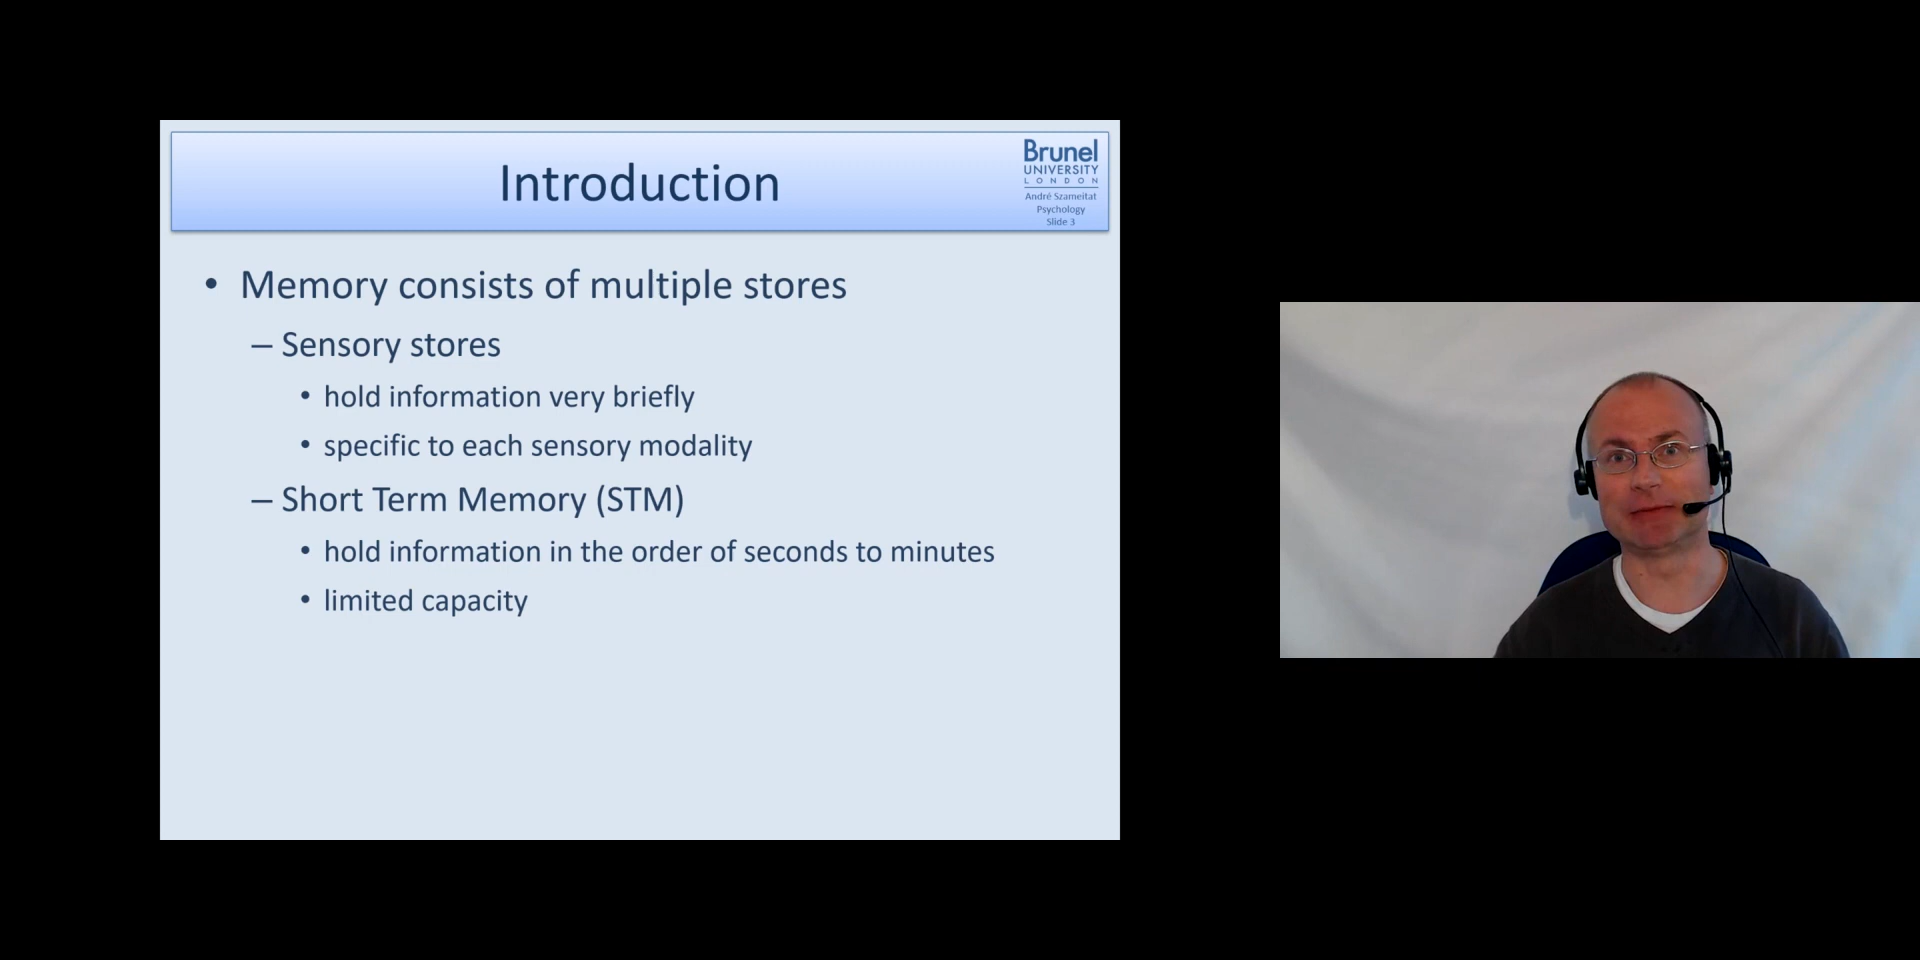 Introduction
Brunel
UNIVERSITY
LONDON
André Szameitat
Psychology
Slide 3
• Memory consists of multiple stores
– Sensory stores
• hold information very briefly
• specific to each sensory modality
– Short Term Memory (STM)
• hold information in the order of seconds to minutes
• limited capacity